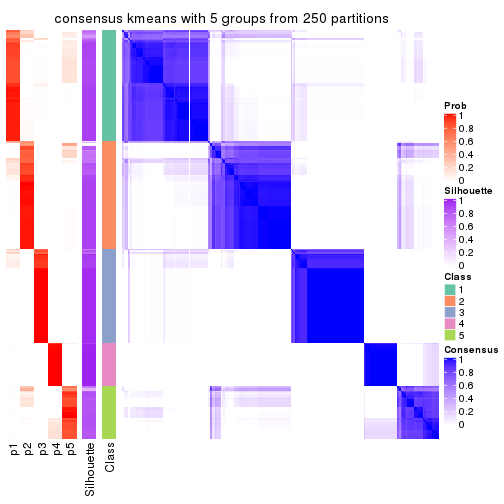 consensus kmeans with 5 groups from 250 partitions
Prob
1
0.8
0.6
0.4
0.2
0
Silhouette
1
0.8
0.6
0.4
0.2
0
Class
1
2
3
4
5
Consensus
1
0.8
0.6
0.4
0.2
0
p1
p2
p3
p4
p5
Silhouette
Class